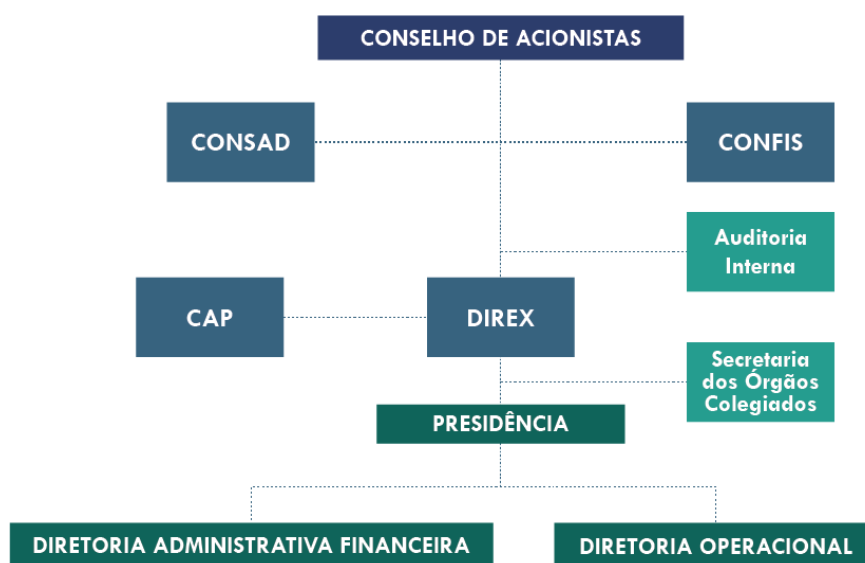 CONSELHO DE ACIONISTAS
CONSAD
CONFIS
Auditoria
Interna
CAP
DIREX
Secretaria
dos Órgãos
Colegiados
PRESIDÊNCIA
DIRETORIA ADMINISTRATIVA FINANCEIRA
DIRETORIA OPERACIONAL